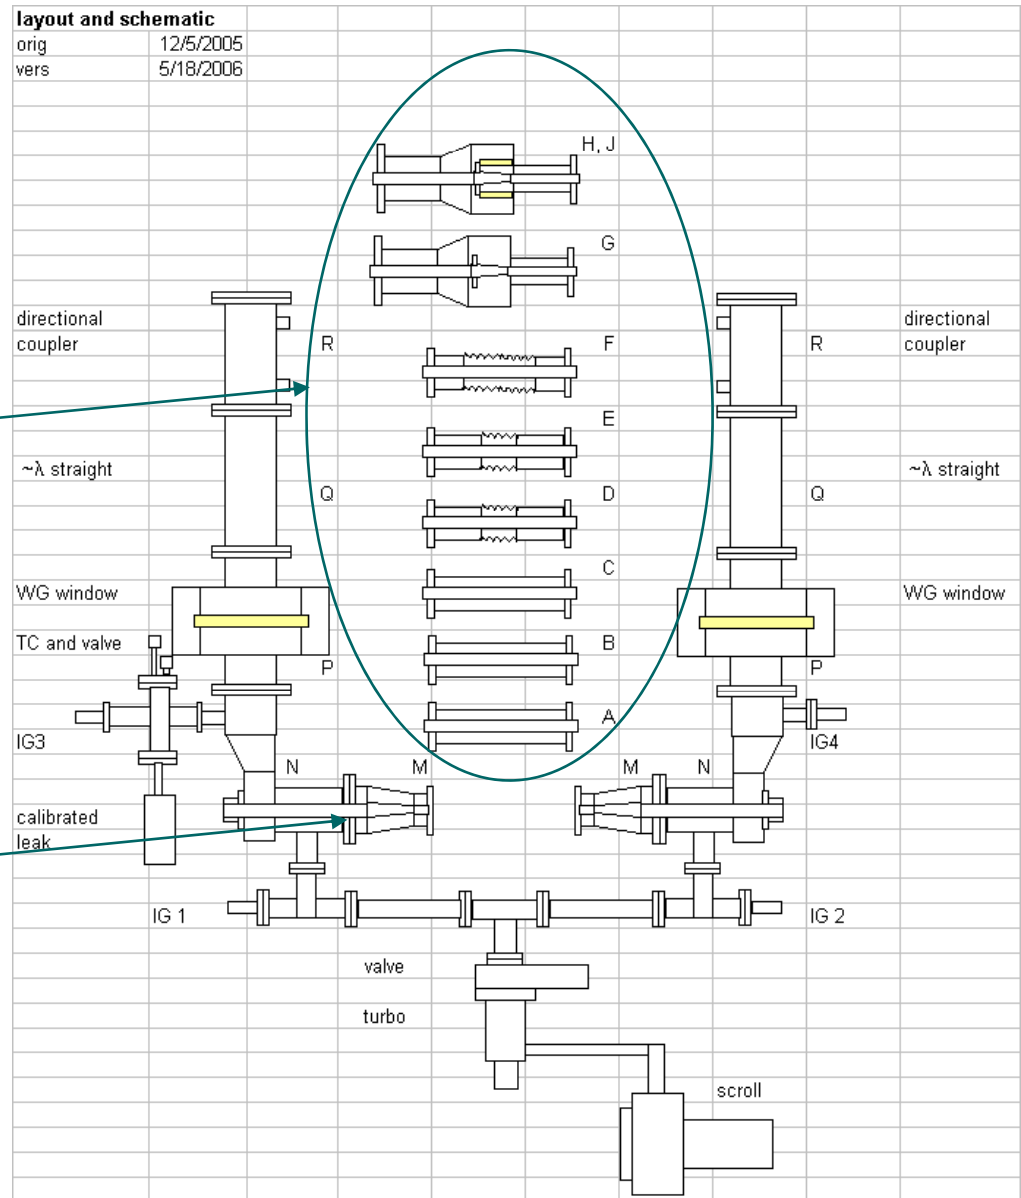 layout and schematic
orig 12/5/2005
vers 5/18/2006
H, J
G
directional
coupler
R
F
R
directional
coupler
E
~λ straight
Q
D
Q
~λ straight
C
WG window
WG window
TC and valve
B
P
P
A
IG3
IG4
N
M
M
N
calibrated
leak
IG 1
IG 2
valve
turbo
scroll